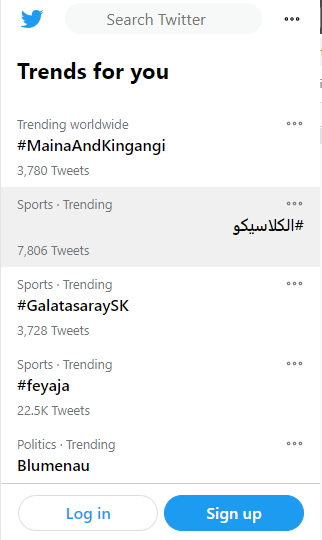 Search Twitter
Trends for you
Trending worldwide
#MainaAndKingangi
3,780 Tweets
Sports · Trending
#الكلاسيكو
7,806 Tweets
Sports · Trending
#GalatasaraySK
3,728 Tweets
Sports · Trending
#feyaja
22.5K Tweets
Politics · Trending
Blumenau
Log in
Sign up